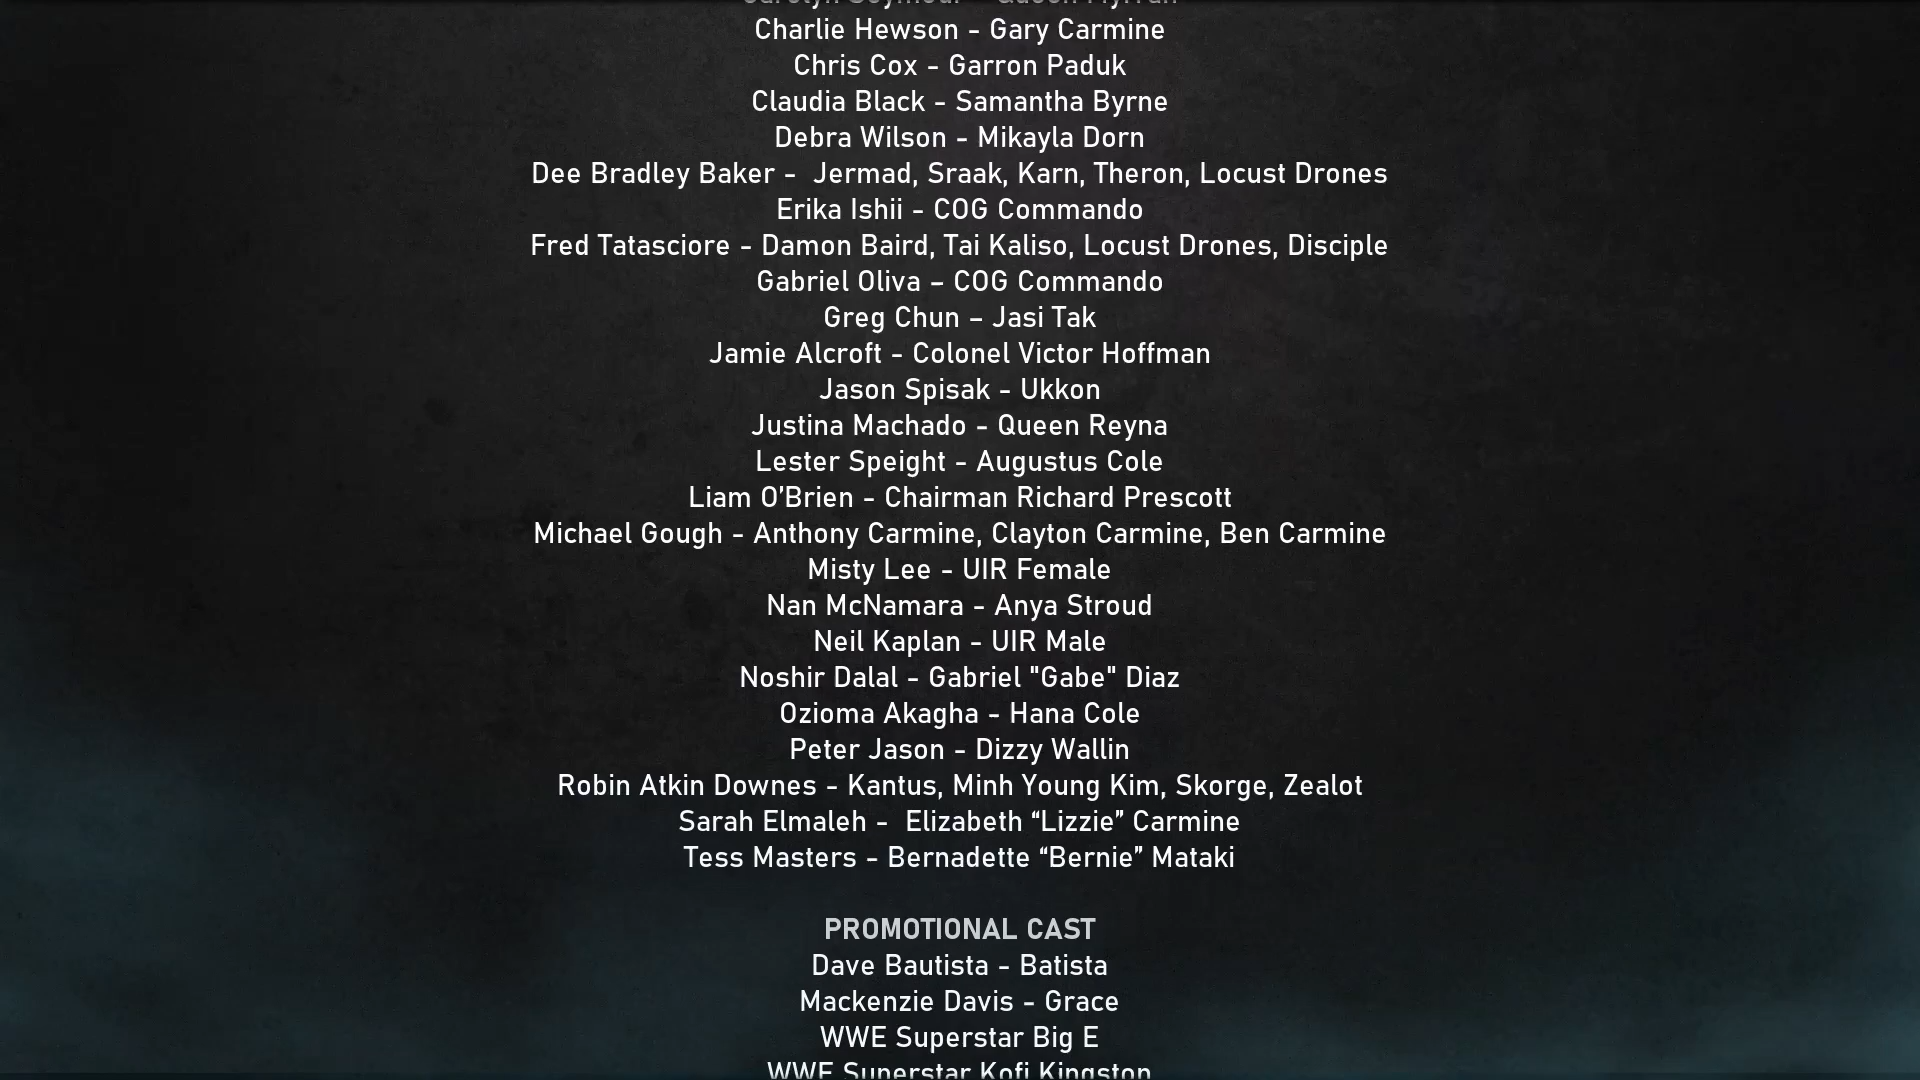 Charlie Hewson - Gary Carmine
Chris Cox - Garron Paduk
Claudia Black - Samantha Byrne
Debra Wilson - Mikayla Dorn
Dee Bradley Baker -  Jermad, Sraak, Karn, Theron, Locust Drones
Erika Ishii - COG Commando
Fred Tatasciore - Damon Baird, Tai Kaliso, Locust Drones, Disciple
Gabriel Oliva – COG Commando
Greg Chun – Jasi Tak
Jamie Alcroft - Colonel Victor Hoffman
Jason Spisak - Ukkon
Justina Machado - Queen Reyna
Lester Speight - Augustus Cole
Liam O’Brien - Chairman Richard Prescott
Michael Gough - Anthony Carmine, Clayton Carmine, Ben Carmine
Misty Lee - UIR Female
Nan McNamara - Anya Stroud
Neil Kaplan - UIR Male
Noshir Dalal - Gabriel "Gabe" Diaz
Ozioma Akagha - Hana Cole
Peter Jason - Dizzy Wallin
Robin Atkin Downes - Kantus, Minh Young Kim, Skorge, Zealot
Sarah Elmaleh -  Elizabeth “Lizzie” Carmine
Tess Masters - Bernadette “Bernie” Mataki
PROMOTIONAL CAST
Dave Bautista - Batista
Mackenzie Davis - Grace
WWE Superstar Big E
WWE Superstar Kofi Kingston